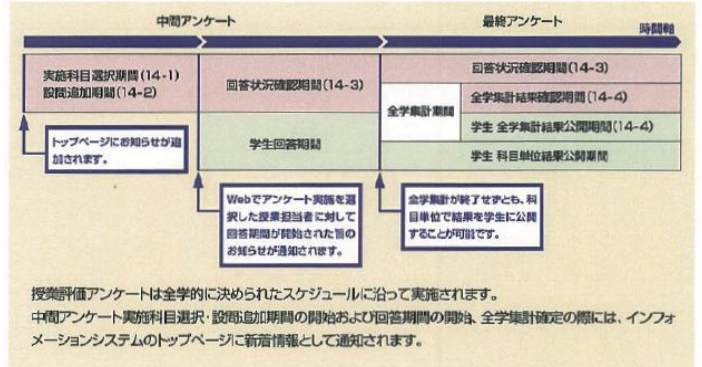 中間アンケート
最終アンケート
時間軸
実施科目選択期間(14-1)
設問追加期間(14-2)
回答状況確認期間(14-3)
学生回答期間
回答状況確認期間(14-3)
全学集計期間
全学集計結果確認期間(14-4)
学生 全学集計結果公開期間(14-4)
学生 科目単位結果公開期間
トップページにお知らせが追
加されます。
Webでアンケート実施を選
択した授業担当者に対して
回答期間が開始された旨の
お知らせが通知されます。
全学集計が終了せずとも、科
目単位で結果を学生に公開
することが可能です。
授業評価アンケートは全学的に決められたスケジュールに沿って実施されます。
中間アンケート実施科目選択・設問追加期間の開始および回答期間の開始、全学集計確定の際には、インフォ
メーションシステムのトップページに新着情報として通知されます。